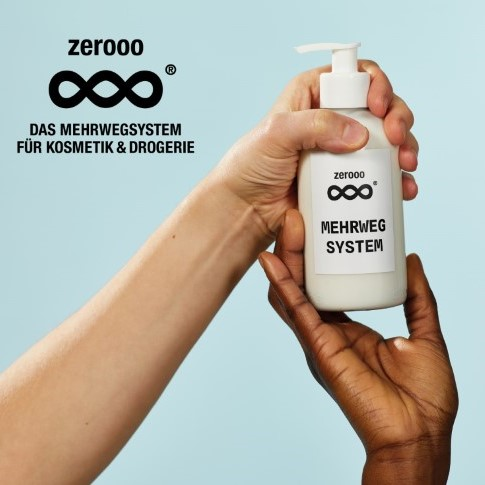 zerooo
®
DAS MEHRWEGSYSTEM
FÜR KOSMETIK & DROGERIE
zerooo
®
MEHRWEG
SYSTEM